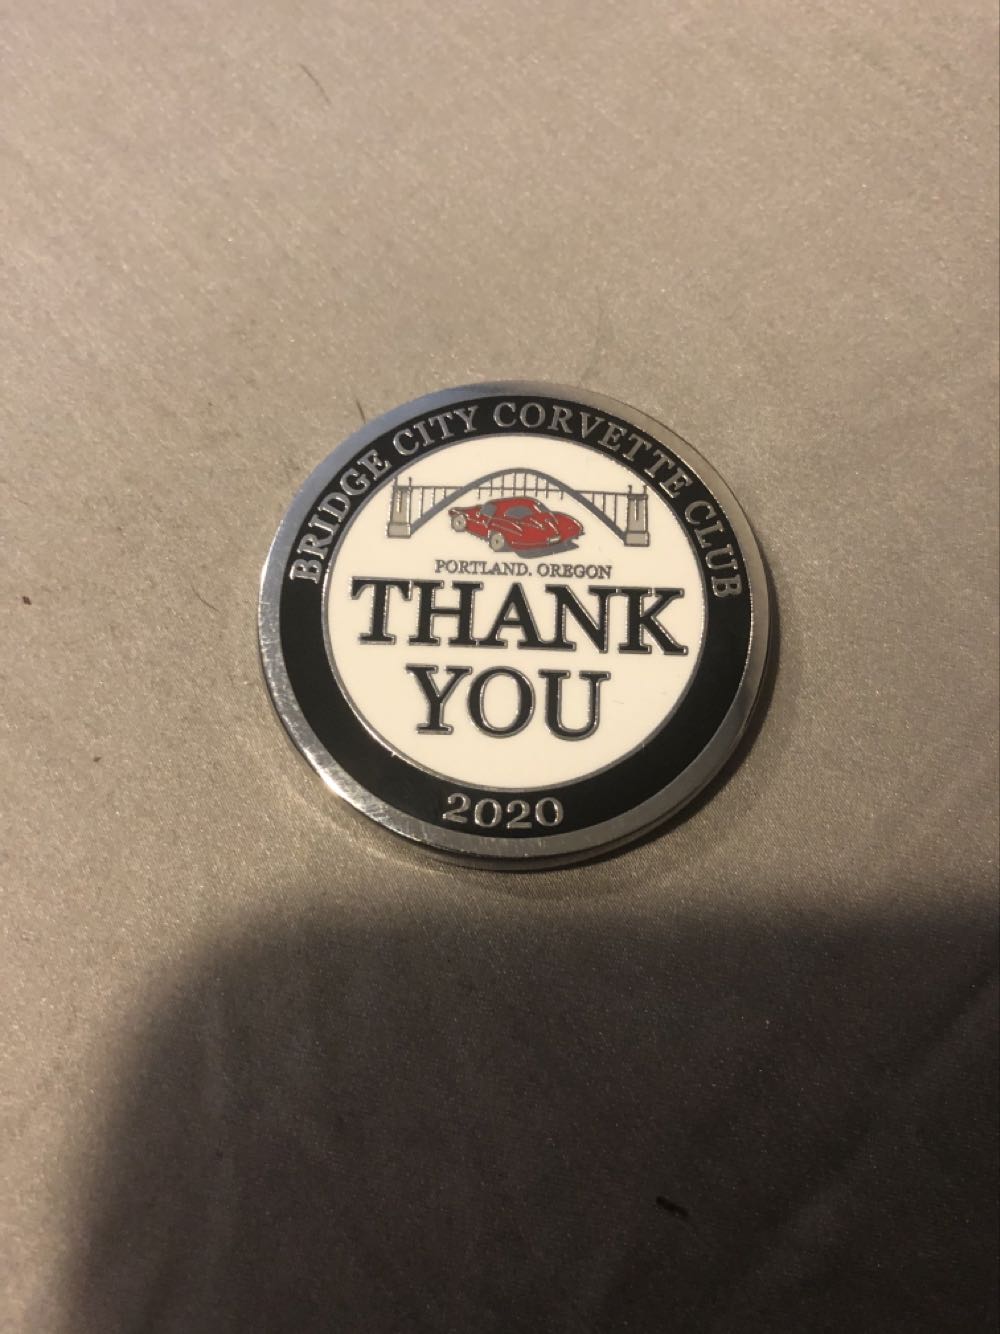 BRIDGE CITY CORVETTE CLUB
PORTLAND, OREGON
THANK
YOU
2020